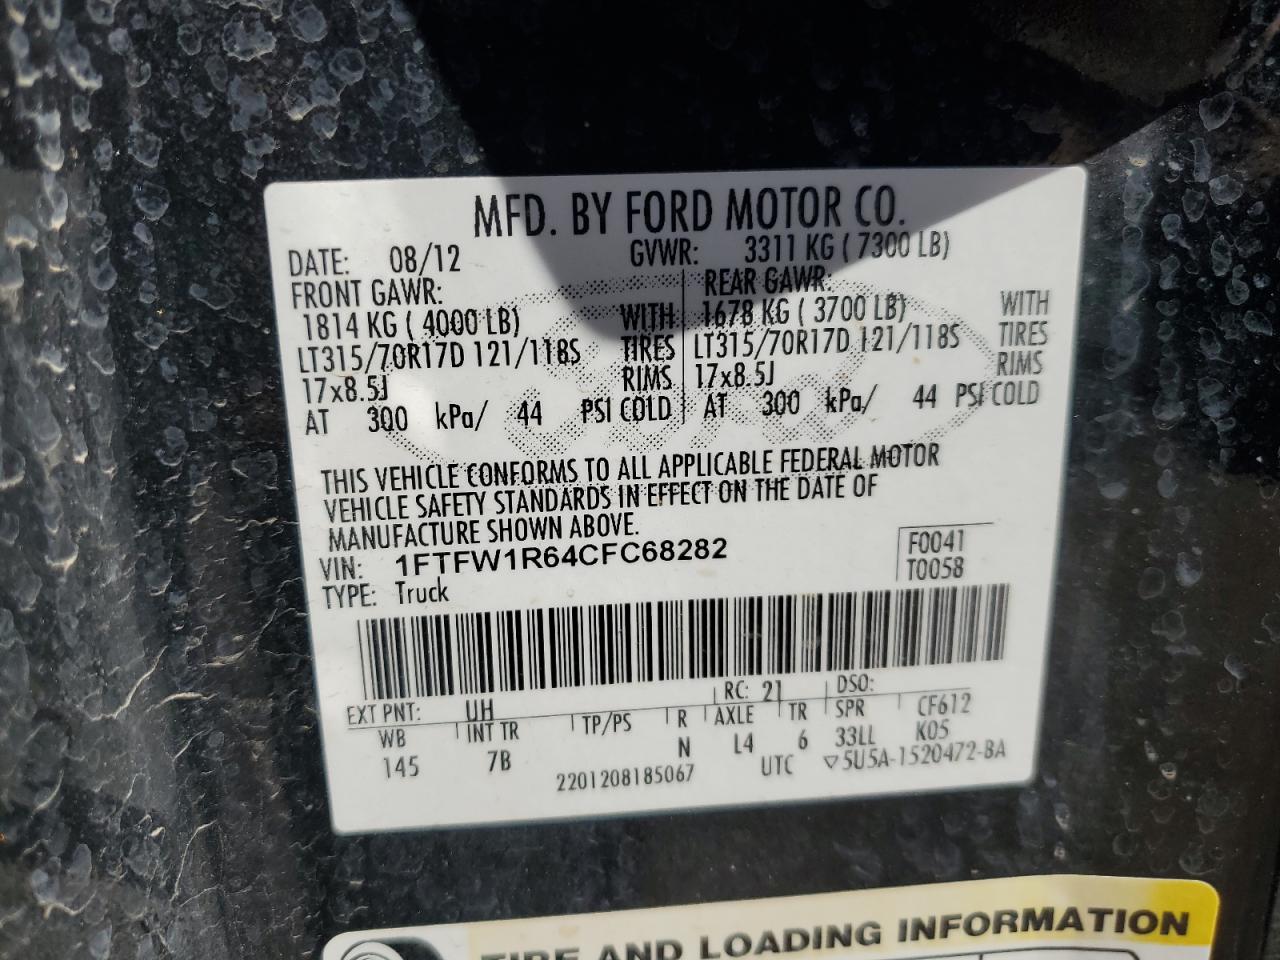 MFD. BY FORD MOTOR CO.
DATE: 08/12 GVWR: 3311 KG ( 7300 LB)
FRONT GAWR: REAR GAWR:
1814 KG ( 4000 LB) WITH 1678 KG ( 3700 LB) WITH
LT315/70R17D 121/118S TIRES LT315/70R17D 121/118S TIRES
17x8.5J RIMS 17x8.5J RIMS
AT 300 kPa/ 44 PSI COLD AT 300 kPa/ 44 PSI COLD
THIS VEHICLE CONFORMS TO ALL APPLICABLE FEDERAL MOTOR
VEHICLE SAFETY STANDARDS IN EFFECT ON THE DATE OF
MANUFACTURE SHOWN ABOVE.
VIN: 1FTFW1R64CFC68282 F0041
TYPE: Truck T0058
EXT PNT: UH RC: 21 DSO:
WB INT TR TP/PS R AXLE TR SPR CF612
145 7B N L4 6 33LL K05
2201208185067 UTC ▽5U5A-1520472-BA
TIRE AND LOADING INFORMATION